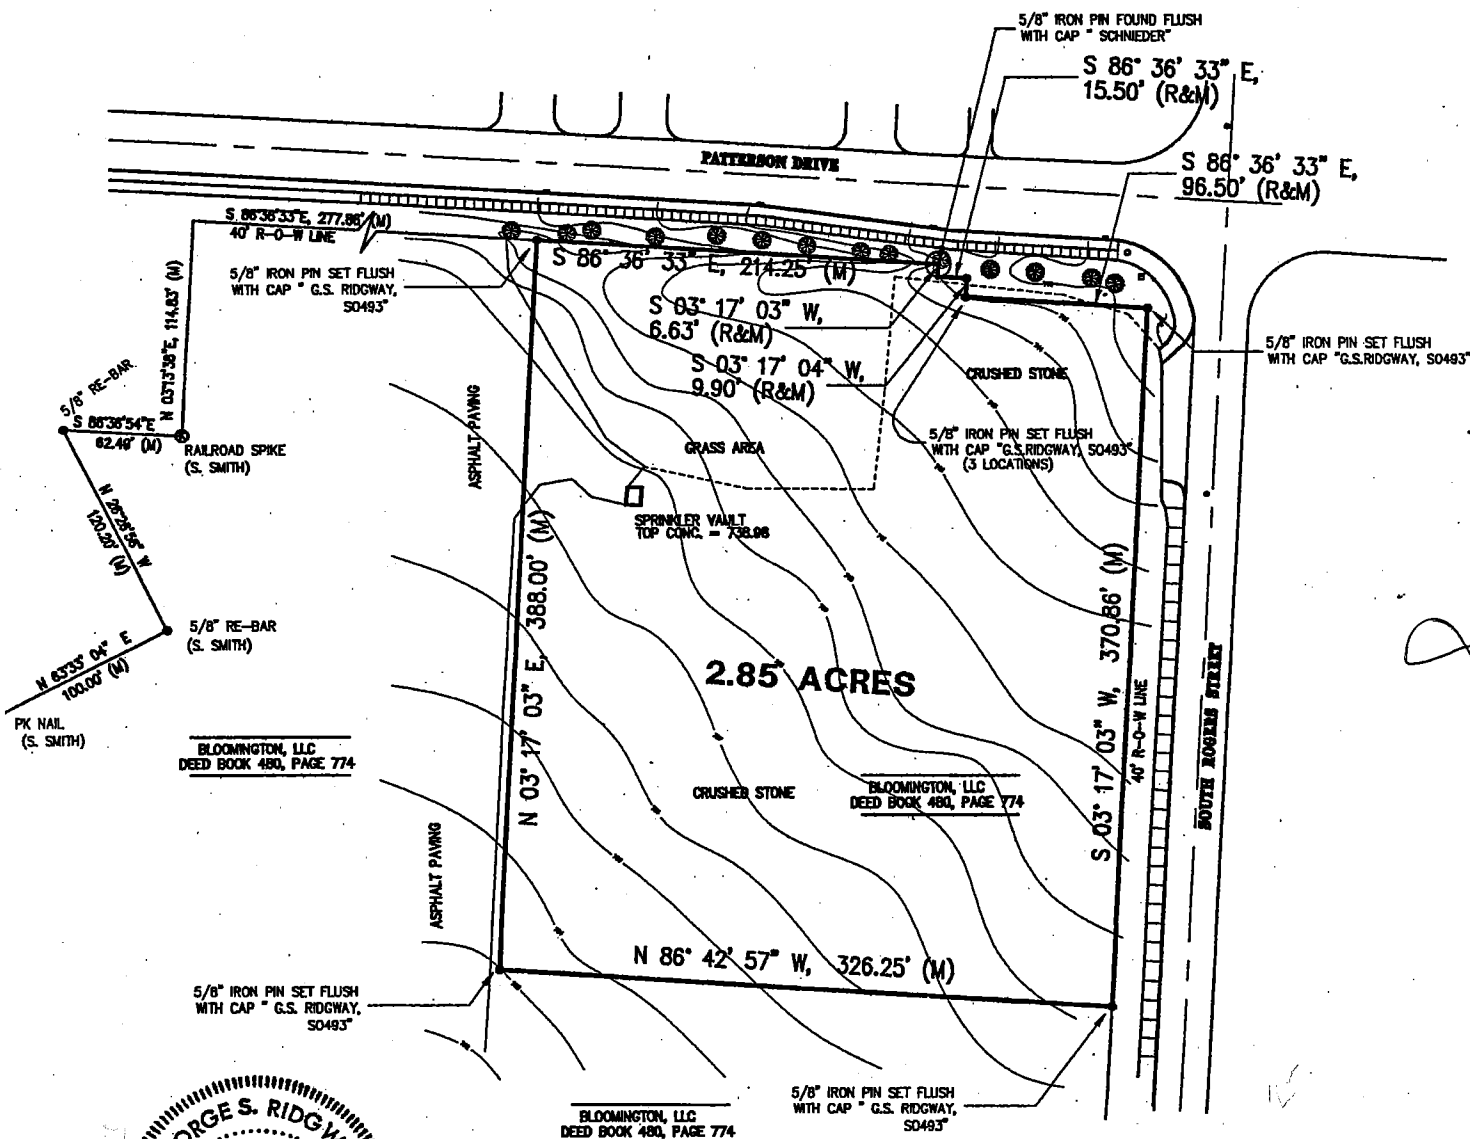 5/8" IRON PIN FOUND FLUSH
WITH CAP " SCHNIEDER"
S 86° 36' 33" E,
15.50' (R&M)
PATTERSON DRIVE
S 86° 36' 33" E,
96.50' (R&M)
S 86°36'33"E, 277.86' (M)
40' R-O-W LINE
N 03°13'38"E, 114.83' (M)
5/8" IRON PIN SET FLUSH
WITH CAP " G.S. RIDGWAY,
S0493"
S 86° 36' 33" E, 214.25' (M)
S 03° 17' 03" W,
6.63' (R&M)
S 03° 17' 04" W,
9.90' (R&M)
5/8" IRON PIN SET FLUSH
WITH CAP "G.S.RIDGWAY, S0493"
CRUSHED STONE
5/8" RE-BAR
S 86°36'54"E
62.49' (M)
RAILROAD SPIKE
(S. SMITH)
ASPHALT PAVING
GRASS AREA
5/8" IRON PIN SET FLUSH
WITH CAP "G.S.RIDGWAY, S0493"
(3 LOCATIONS)
N 26°26'56" W
120.20' (M)
SPRINKLER VAULT
TOP CONC. = 738.96
N 03° 17' 03" E, 388.00' (M)
S 03° 17' 03" W, 370.86' (M)
40' R-O-W LINE
SOUTH ROGERS STREET
5/8" RE-BAR
(S. SMITH)
N 63°33' 04" E
100.00' (M)
PK NAIL
(S. SMITH)
2.85 ACRES
BLOOMINGTON, LLC
DEED BOOK 480, PAGE 774
CRUSHED STONE
BLOOMINGTON, LLC
DEED BOOK 480, PAGE 774
ASPHALT PAVING
N 86° 42' 57" W, 326.25' (M)
5/8" IRON PIN SET FLUSH
WITH CAP " G.S. RIDGWAY,
S0493"
5/8" IRON PIN SET FLUSH
WITH CAP " G.S. RIDGWAY,
S0493"
BLOOMINGTON, LLC
DEED BOOK 480, PAGE 774
ORGE S. RIDGW